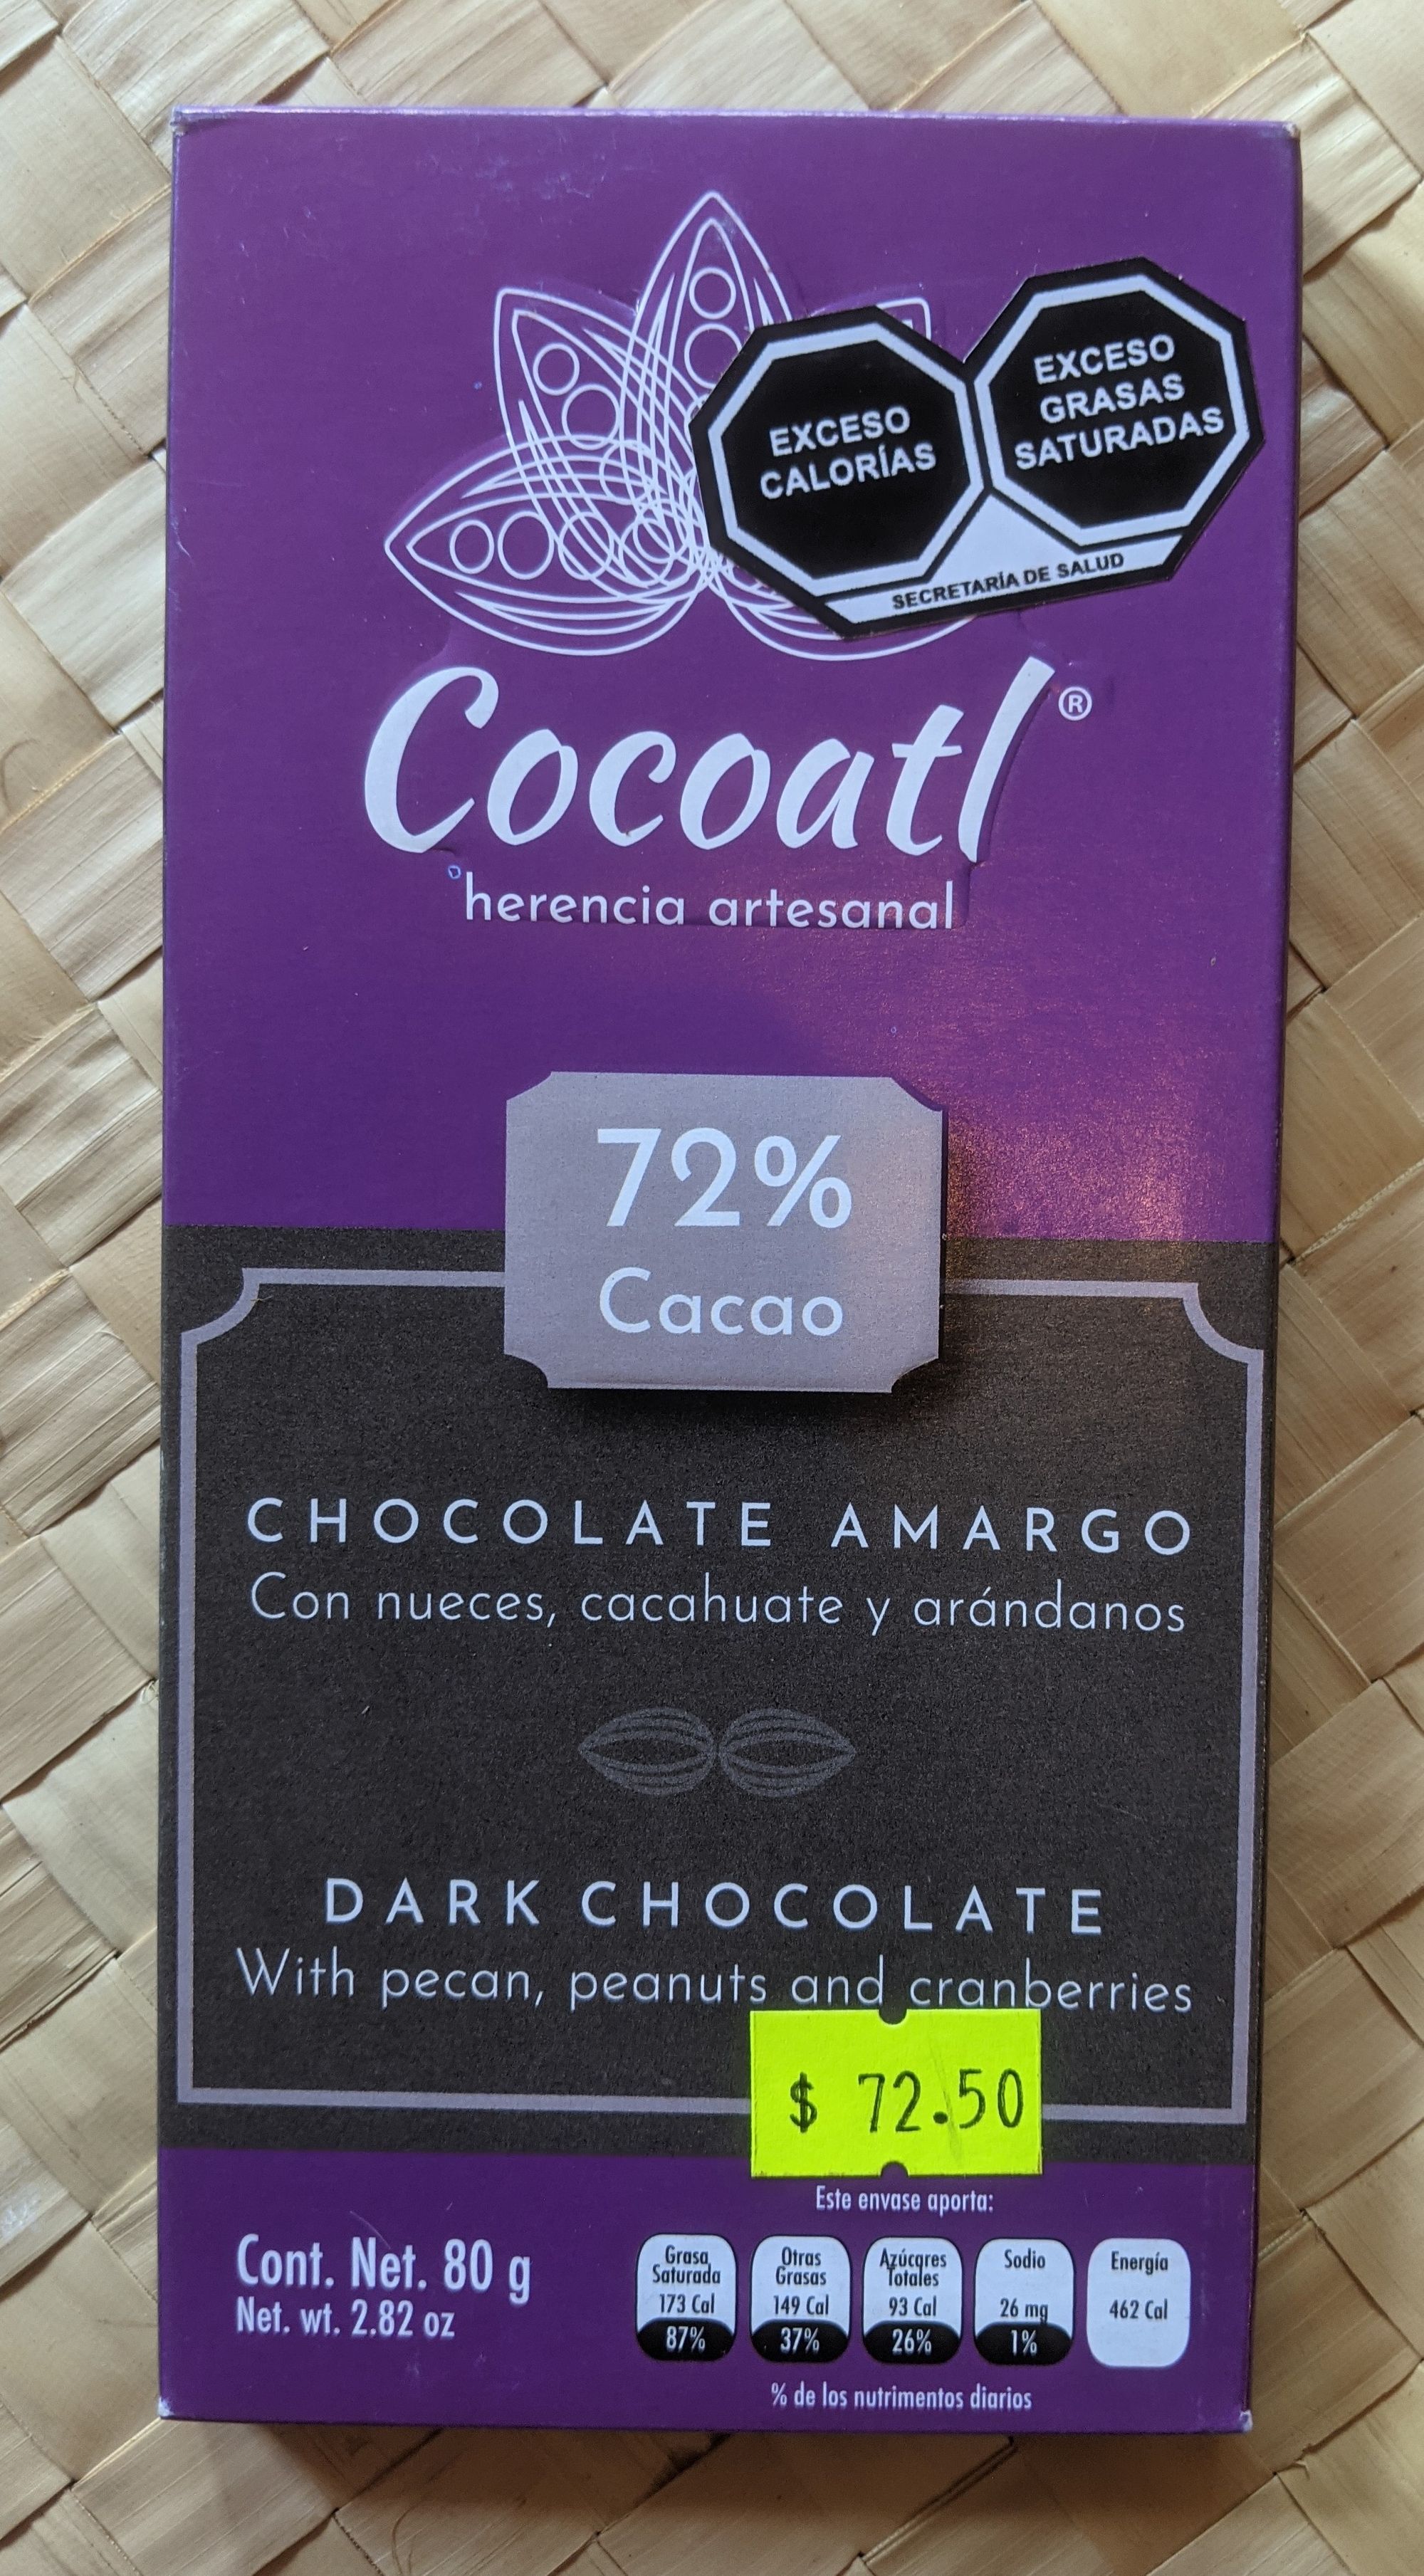 EXCESO
CALORÍAS
EXCESO
GRASAS
SATURADAS
SECRETARÍA DE SALUD
Cocoatl®
herencia artesanal
72%
Cacao
CHOCOLATE AMARGO
Con nueces, cacahuate y arándanos
DARK CHOCOLATE
With pecan, peanuts and cranberries
$ 72.50
Este envase aporta:
Cont. Net. 80 g
Net. wt. 2.82 oz
Grasa
Saturada
173 Cal
87%
Otras
Grasas
149 Cal
37%
Azúcares
Totales
93 Cal
26%
Sodio
26 mg
1%
Energía
462 Cal
% de los nutrimentos diarios